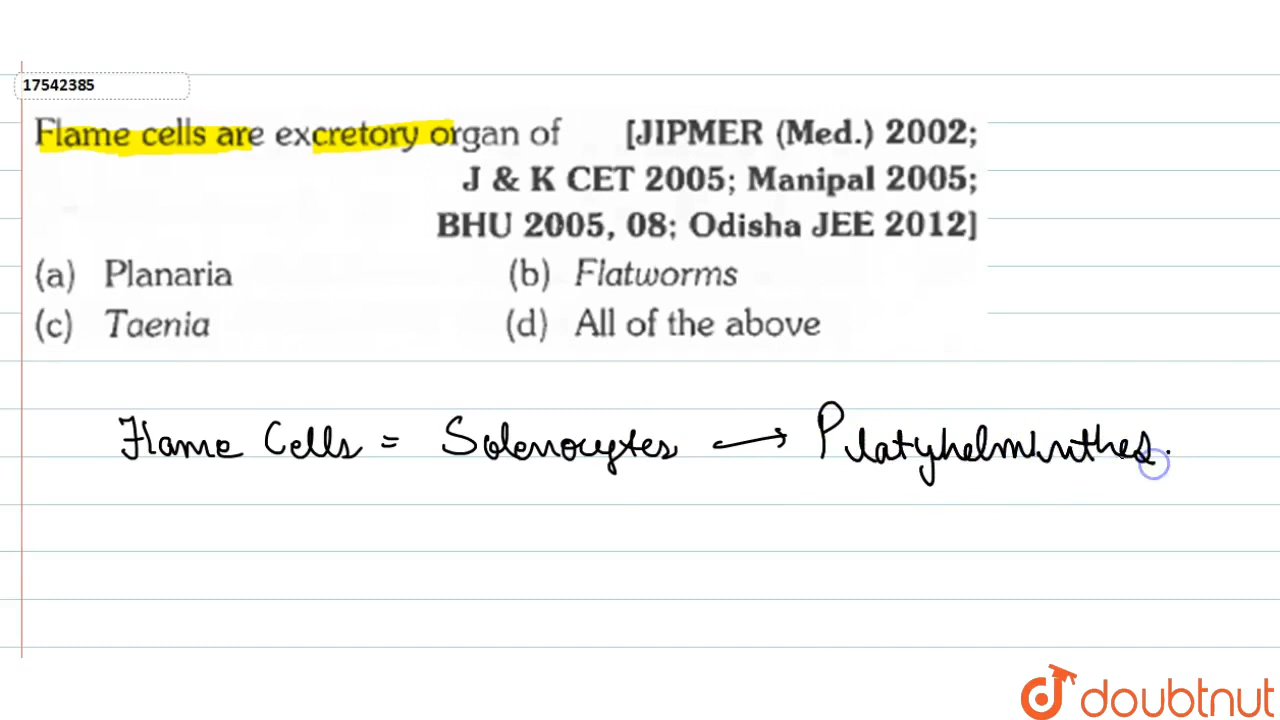 17542385
Flame cells are excretory organ of [JIPMER (Med.) 2002;
J & K CET 2005; Manipal 2005;
BHU 2005, 08; Odisha JEE 2012]
(a) Planaria (b) Flatworms
(c) Taenia (d) All of the above
Flame Cells = Solenocytes → Platyhelminthes.
doubtnut